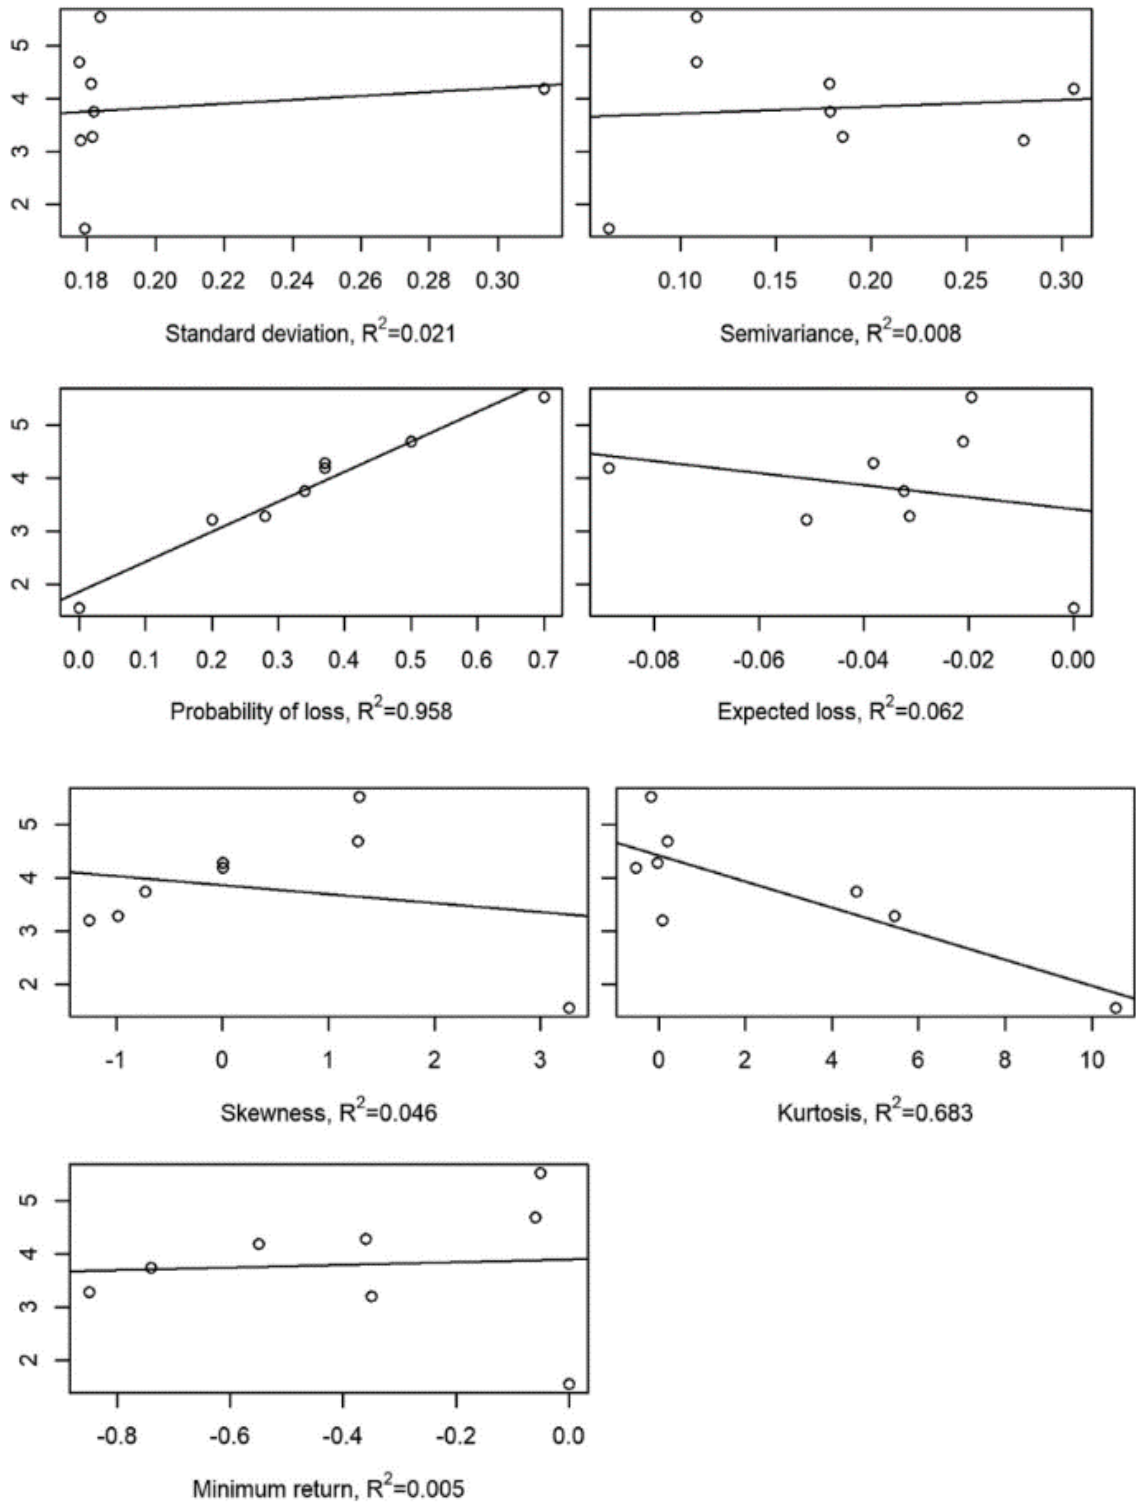 5
4
3
2
0.18 0.20 0.22 0.24 0.26 0.28 0.30
Standard deviation, R²=0.021
0.10 0.15 0.20 0.25 0.30
Semivariance, R²=0.008
5
4
3
2
0.0 0.1 0.2 0.3 0.4 0.5 0.6 0.7
Probability of loss, R²=0.958
-0.08 -0.06 -0.04 -0.02 0.00
Expected loss, R²=0.062
5
4
3
2
-1 0 1 2 3
Skewness, R²=0.046
0 2 4 6 8 10
Kurtosis, R²=0.683
5
4
3
2
-0.8 -0.6 -0.4 -0.2 0.0
Minimum return, R²=0.005